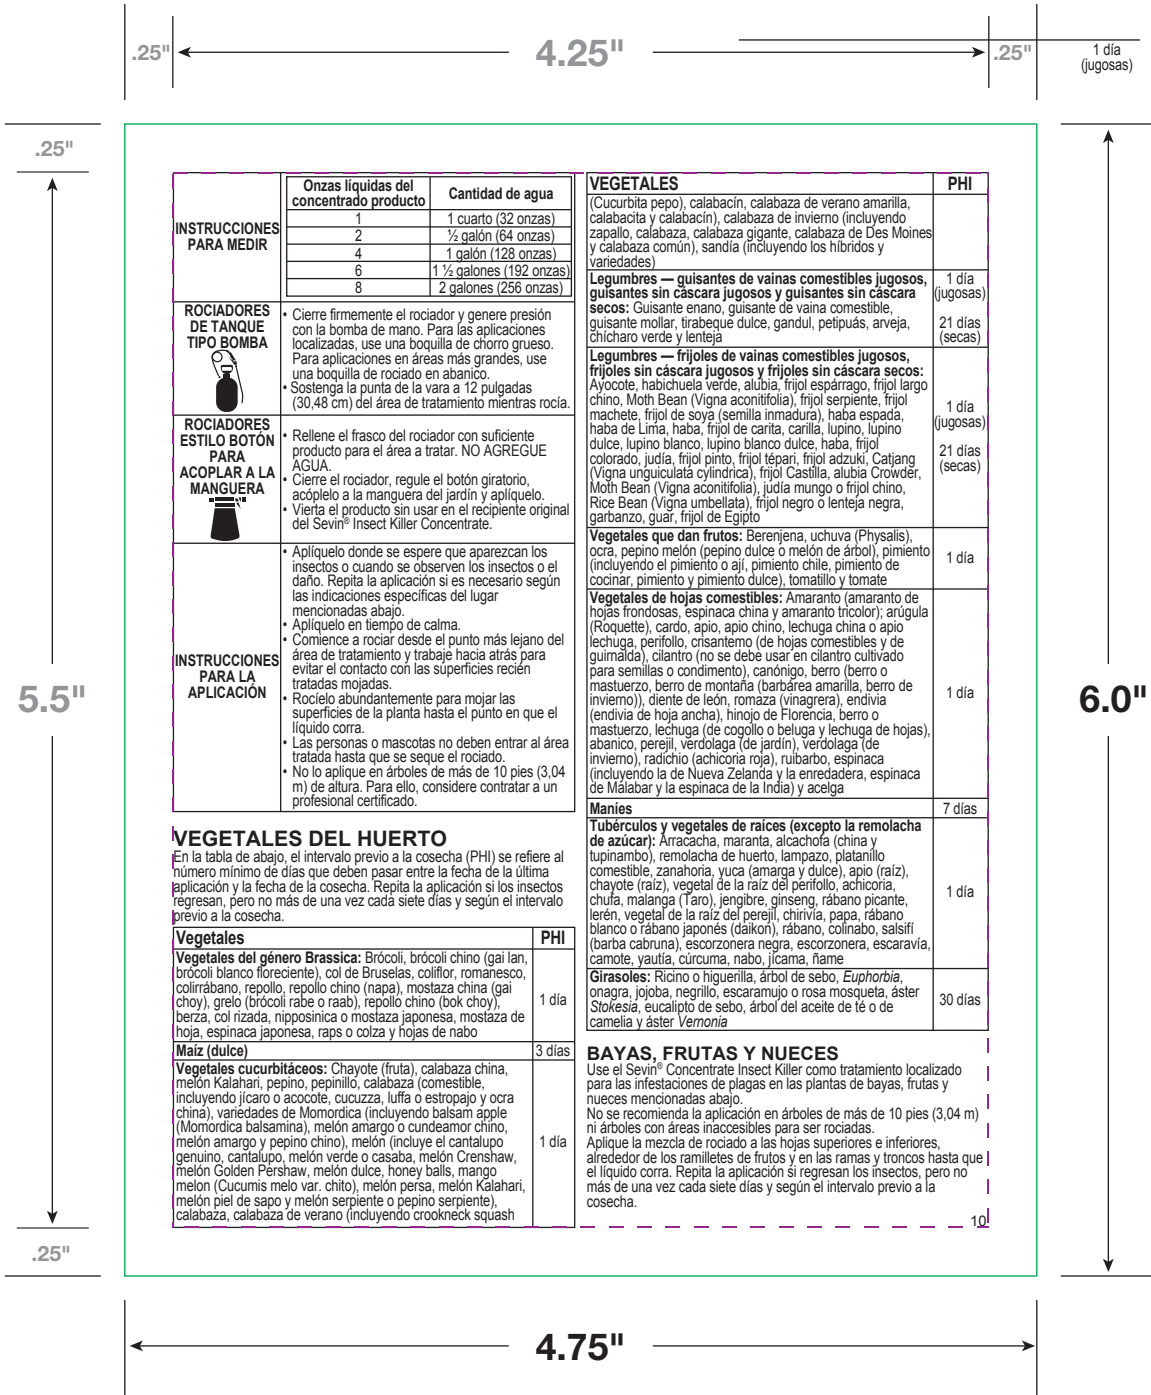 .25"
4.25"
.25"
1 día
(jugosas)
.25"
5.5"
.25"
6.0"
4.75"
INSTRUCCIONES
PARA MEDIR
Onzas líquidas del
concentrado producto
Cantidad de agua
1
1 cuarto (32 onzas)
2
½ galón (64 onzas)
4
1 galón (128 onzas)
6
1 ½ galones (192 onzas)
8
2 galones (256 onzas)
ROCIADORES
DE TANQUE
TIPO BOMBA
• Cierre firmemente el rociador y genere presión
con la bomba de mano. Para las aplicaciones
localizadas, use una boquilla de chorro grueso.
Para aplicaciones en áreas más grandes, use
una boquilla de rociado en abanico.
• Sostenga la punta de la vara a 12 pulgadas
(30,48 cm) del área de tratamiento mientras rocía.
ROCIADORES
ESTILO BOTÓN
PARA
ACOPLAR A LA
MANGUERA
• Rellene el frasco del rociador con suficiente
producto para el área a tratar. NO AGREGUE
AGUA.
• Cierre el rociador, regule el botón giratorio,
acóplelo a la manguera del jardín y aplíquelo.
• Vierta el producto sin usar en el recipiente original
del Sevin® Insect Killer Concentrate.
INSTRUCCIONES
PARA LA
APLICACIÓN
• Aplíquelo donde se espere que aparezcan los
insectos o cuando se observen los insectos o el
daño. Repita la aplicación si es necesario según
las indicaciones específicas del lugar
mencionadas abajo.
• Aplíquelo en tiempo de calma.
• Comience a rociar desde el punto más lejano del
área de tratamiento y trabaje hacia atrás para
evitar el contacto con las superficies recién
tratadas mojadas.
• Rocíelo abundantemente para mojar las
superficies de la planta hasta el punto en que el
líquido corra.
• Las personas o mascotas no deben entrar al área
tratada hasta que se seque el rociado.
• No lo aplique en árboles de más de 10 pies (3,04
m) de altura. Para ello, considere contratar a un
profesional certificado.
VEGETALES DEL HUERTO
En la tabla de abajo, el intervalo previo a la cosecha (PHI) se refiere al
número mínimo de días que deben pasar entre la fecha de la última
aplicación y la fecha de la cosecha. Repita la aplicación si los insectos
regresan, pero no más de una vez cada siete días y según el intervalo
previo a la cosecha.
Vegetales
PHI
Vegetales del género Brassica: Brócoli, brócoli chino (gai lan,
brócoli blanco floreciente), col de Bruselas, coliflor, romanesco,
colirrábano, repollo, repollo chino (napa), mostaza china (gai
choy), grelo (brócoli rabe o raab), repollo chino (bok choy),
berza, col rizada, nipposinica o mostaza japonesa, mostaza de
hoja, espinaca japonesa, raps o colza y hojas de nabo
1 día
Maíz (dulce)
3 días
Vegetales cucurbitáceos: Chayote (fruta), calabaza china,
melón Kalahari, pepino, pepinillo, calabaza (comestible,
incluyendo jícaro o acocote, cucuzza, luffa o estropajo y ocra
china), variedades de Momordica (incluyendo balsam apple
(Momordica balsamina), melón amargo o cundeamor chino,
melón amargo y pepino chino), melón (incluye el cantalupo
genuino, cantalupo, melón verde o casaba, melón Crenshaw,
melón Golden Pershaw, melón dulce, honey balls, mango
melon (Cucumis melo var. chito), melón persa, melón Kalahari,
melón piel de sapo y melón serpiente o pepino serpiente),
calabaza, calabaza de verano (incluyendo crookneck squash
1 día
VEGETALES
PHI
(Cucurbita pepo), calabacín, calabaza de verano amarilla,
calabacita y calabacín), calabaza de invierno (incluyendo
zapallo, calabaza, calabaza gigante, calabaza de Des Moines
y calabaza común), sandía (incluyendo los híbridos y
variedades)
Legumbres — guisantes de vainas comestibles jugosos,
guisantes sin cáscara jugosos y guisantes sin cáscara
secos: Guisante enano, guisante de vaina comestible,
guisante mollar, tirabeque dulce, gandul, petipuás, arveja,
chícharo verde y lenteja
1 día
(jugosas)
21 días
(secas)
Legumbres — frijoles de vainas comestibles jugosos,
frijoles sin cáscara jugosos y frijoles sin cáscara secos:
Ayocote, habichuela verde, alubia, frijol espárrago, frijol largo
chino, Moth Bean (Vigna aconitifolia), frijol serpiente, frijol
machete, frijol de soya (semilla inmadura), haba espada,
haba de Lima, haba, frijol de carita, carilla, lupino, lupino
dulce, lupino blanco, lupino blanco dulce, haba, frijol
colorado, judía, frijol pinto, frijol tépari, frijol adzuki, Catjang
(Vigna unguiculata cylindrica), frijol Castilla, alubia Crowder,
Moth Bean (Vigna aconitifolia), judía mungo o frijol chino,
Rice Bean (Vigna umbellata), frijol negro o lenteja negra,
garbanzo, guar, frijol de Egipto
1 día
(jugosas)
21 días
(secas)
Vegetales que dan frutos: Berenjena, uchuva (Physalis),
ocra, pepino melón (pepino dulce o melón de árbol), pimiento
(incluyendo el pimiento o ají, pimiento chile, pimiento de
cocinar, pimiento y pimiento dulce), tomatillo y tomate
1 día
Vegetales de hojas comestibles: Amaranto (amaranto de
hojas frondosas, espinaca china y amaranto tricolor); arúgula
(Roquette), cardo, apio, apio chino, lechuga china o apio
lechuga, perifollo, crisantemo (de hojas comestibles y de
guirnalda), cilantro (no se debe usar en cilantro cultivado
para semillas o condimento), canónigo, berro (berro o
mastuerzo, berro de montaña (barbárea amarilla, berro de
invierno)), diente de león, romaza (vinagrera), endivia
(endivia de hoja ancha), hinojo de Florencia, berro o
mastuerzo, lechuga (de cogollo o beluga y lechuga de hojas),
abanico, perejil, verdolaga (de jardín), verdolaga (de
invierno), radichio (achicoria roja), ruibarbo, espinaca
(incluyendo la de Nueva Zelanda y la enredadera, espinaca
de Malabar y la espinaca de la India) y acelga
1 día
Maníes
7 días
Tubérculos y vegetales de raíces (excepto la remolacha
de azúcar): Arracacha, maranta, alcachofa (china y
tupinambo), remolacha de huerto, lampazo, platanillo
comestible, zanahoria, yuca (amarga y dulce), apio (raíz),
chayote (raíz), vegetal de la raíz del perifollo, achicoria,
chufa, malanga (Taro), jengibre, ginseng, rábano picante,
lerén, vegetal de la raíz del perejil, chirivía, papa, rábano
blanco o rábano japonés (daikon), rábano, colinabo, salsifí
(barba cabruna), escorzonera negra, escorzonera, escaravía,
camote, yautía, cúrcuma, nabo, jícama, ñame
1 día
Girasoles: Ricino o higuerilla, árbol de sebo, Euphorbia,
onagra, jojoba, negrillo, escaramujo o rosa mosqueta, áster
Stokesia, eucalipto de sebo, árbol del aceite de té o de
camelia y áster Vernonia
30 días
BAYAS, FRUTAS Y NUECES
Use el Sevin® Concentrate Insect Killer como tratamiento localizado
para las infestaciones de plagas en las plantas de bayas, frutas y
nueces mencionadas abajo.
No se recomienda la aplicación en árboles de más de 10 pies (3,04 m)
ni árboles con áreas inaccesibles para ser rociadas.
Aplique la mezcla de rociado a las hojas superiores e inferiores,
alrededor de los ramilletes de frutos y en las ramas y troncos hasta que
el líquido corra. Repita la aplicación si regresan los insectos, pero no
más de una vez cada siete días y según el intervalo previo a la
cosecha.
10